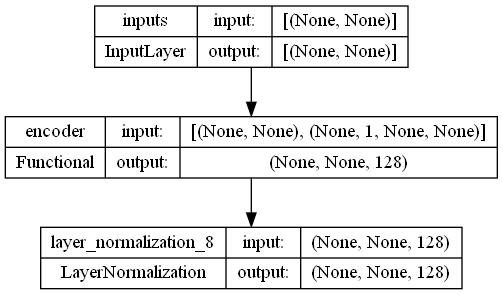 inputs input: [(None, None)]
InputLayer output: [(None, None)]
encoder input: [(None, None), (None, 1, None, None)]
Functional output: (None, None, 128)
layer_normalization_8 input: (None, None, 128)
LayerNormalization output: (None, None, 128)